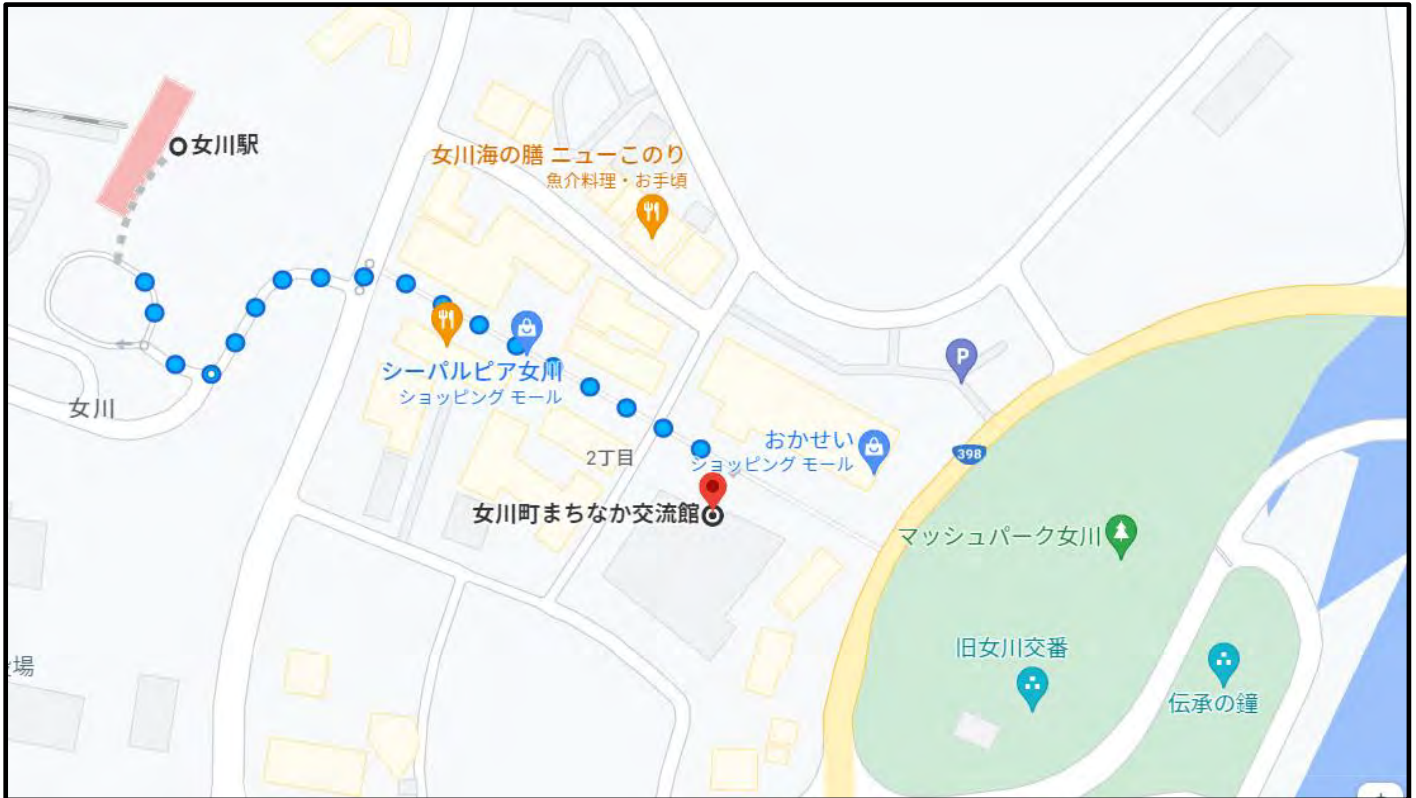 女川駅
女川海の膳 ニューこのり
魚介料理・お手頃
シーパルピア女川
ショッピング モール
女川
2丁目
おかせい
ショッピング モール
P
398
女川町まちなか交流館
マッシュパーク女川
旧女川交番
伝承の鐘
場